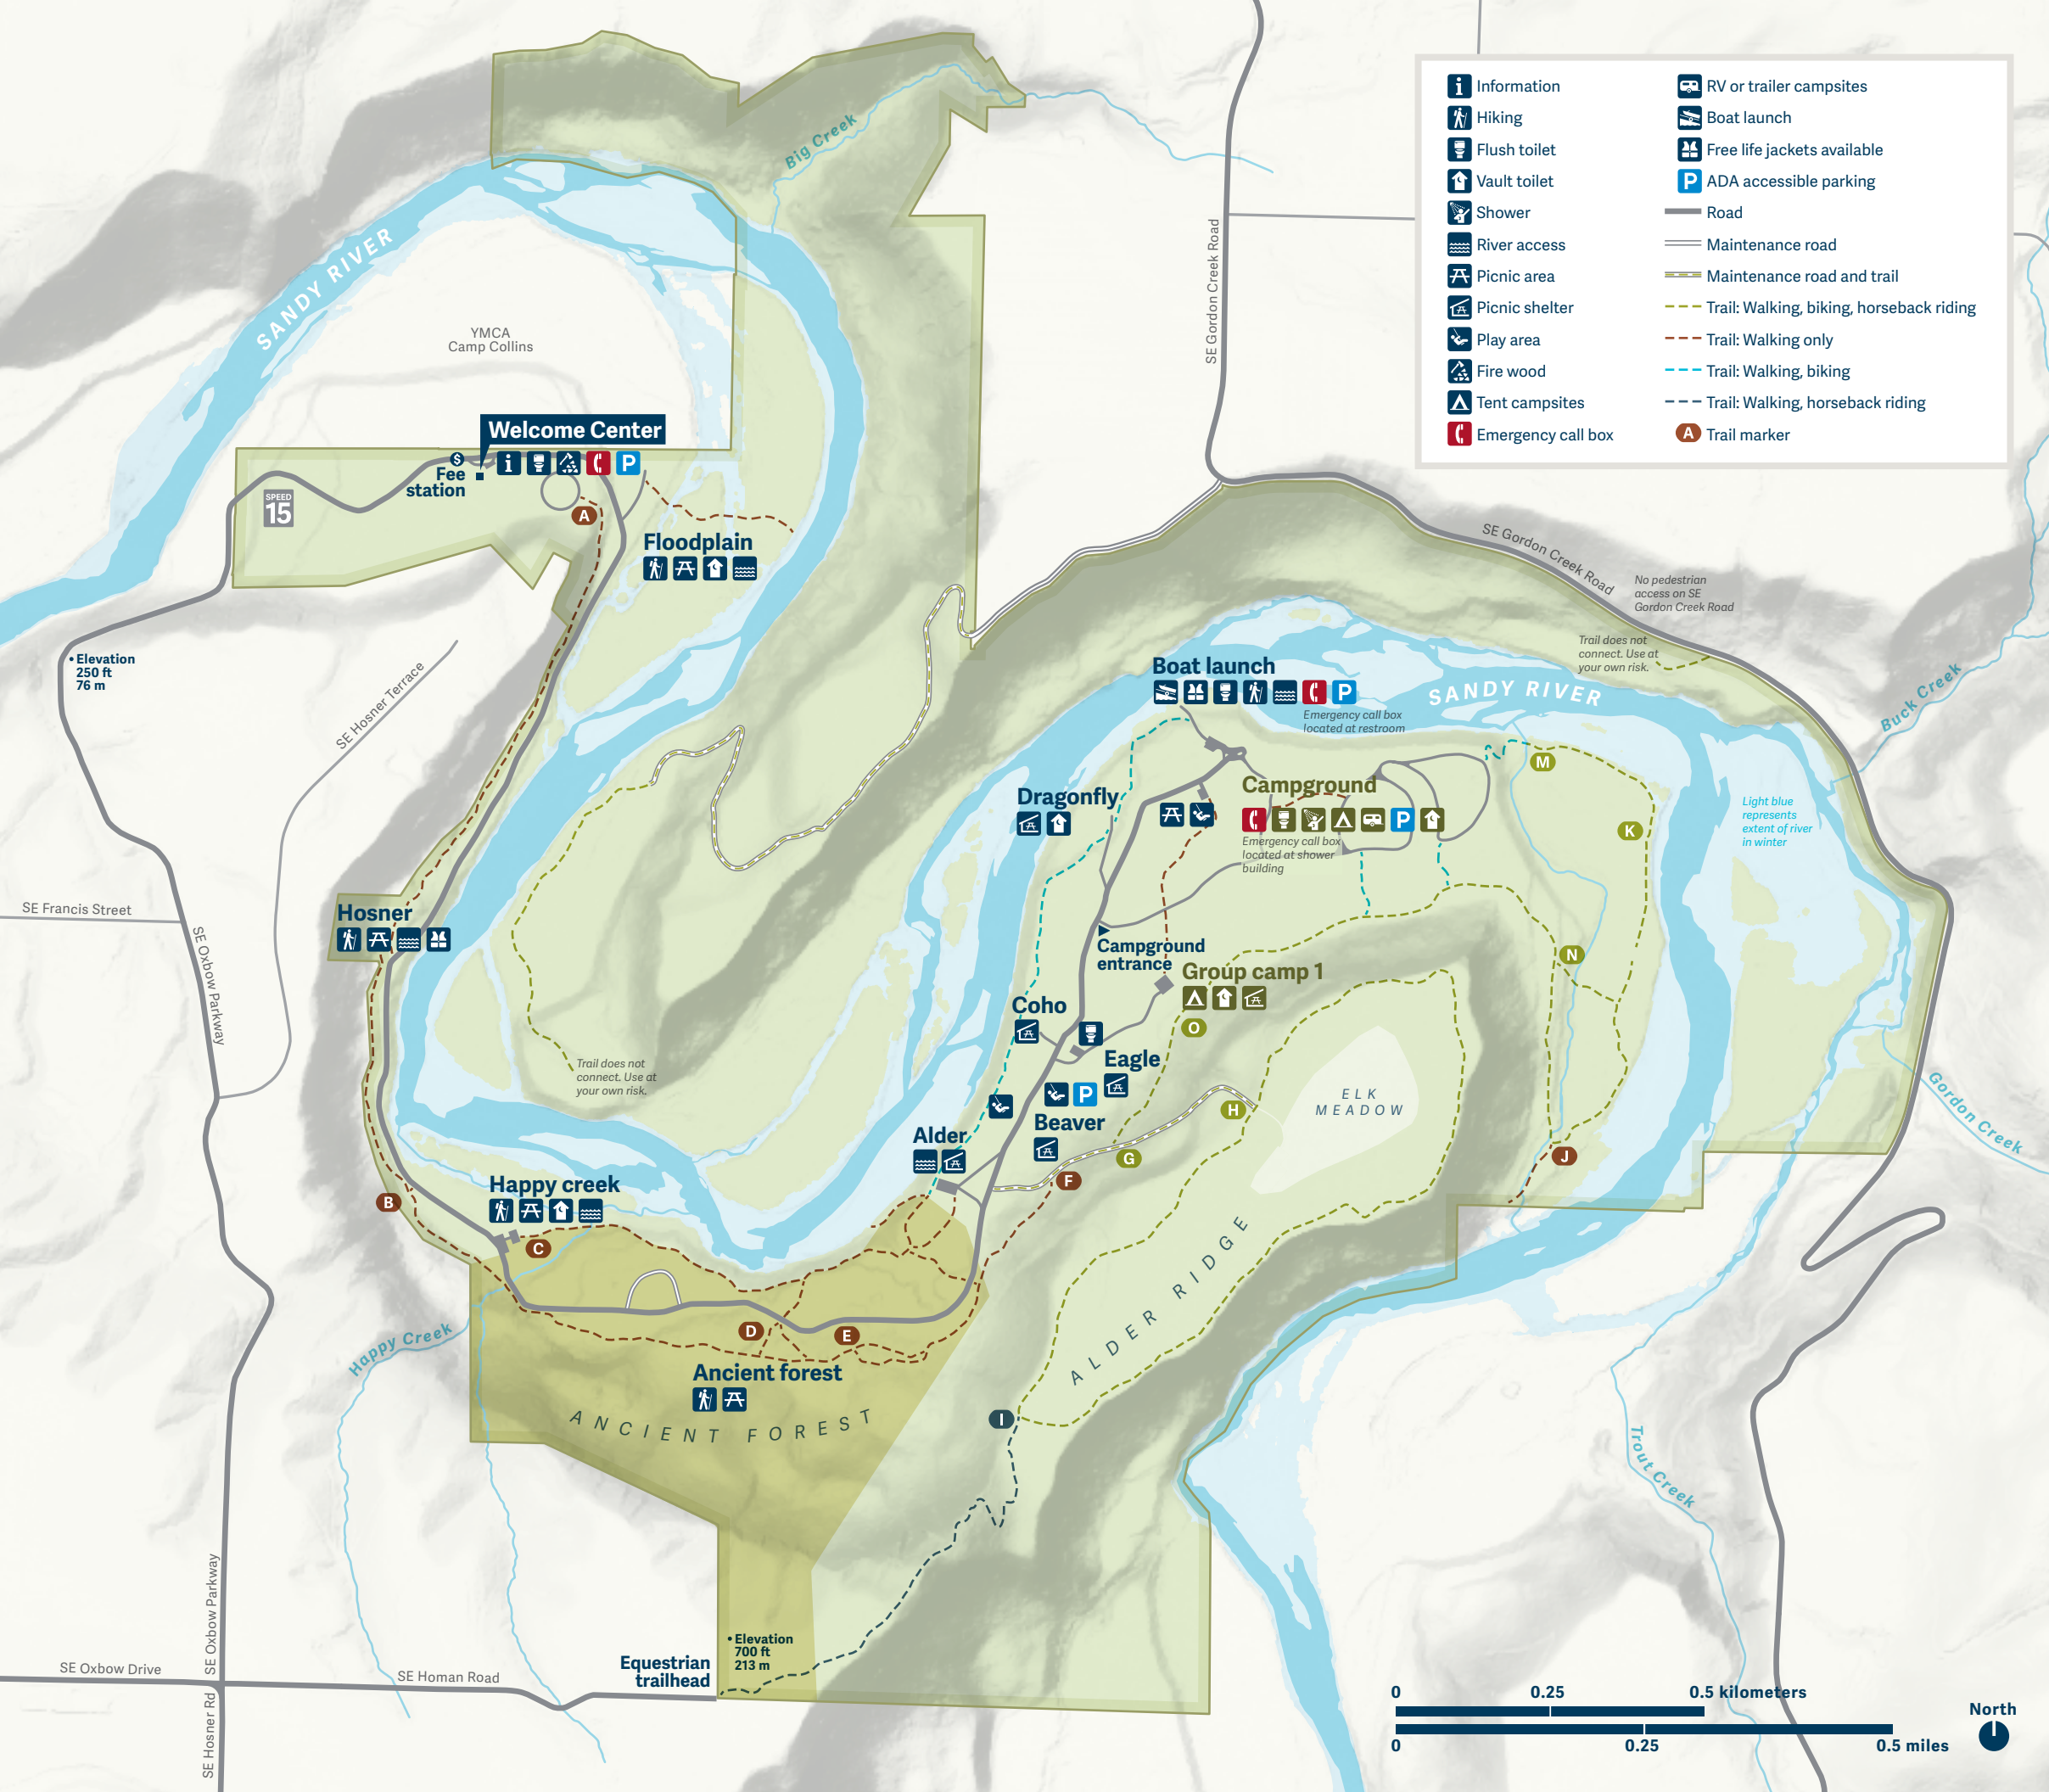 Information
Hiking
Flush toilet
Vault toilet
Shower
River access
Picnic area
Picnic shelter
Play area
Fire wood
Tent campsites
Emergency call box
RV or trailer campsites
Boat launch
Free life jackets available
P
ADA accessible parking
Road
Maintenance road
Maintenance road and trail
Trail: Walking, biking, horseback riding
Trail: Walking only
Trail: Walking, biking
Trail: Walking, horseback riding
A
Trail marker
Big Creek
SANDY RIVER
YMCA
Camp Collins
SE Gordon Creek Road
Welcome Center
$
Fee
station
i
P
SPEED
15
A
Floodplain
SE Gordon Creek Road
No pedestrian
access on SE
Gordon Creek Road
Trail does not
connect. Use at
your own risk.
Elevation
250 ft
76 m
SE Hosner Terrace
Boat launch
P
Emergency call box
located at restroom
SANDY RIVER
Buck Creek
M
Campground
P
Emergency call box
located at shower
building
Dragonfly
Light blue
represents
extent of river
in winter
K
SE Francis Street
Hosner
SE Oxbow Parkway
Campground
entrance
N
Group camp 1
O
Coho
Eagle
P
Trail does not
connect. Use at
your own risk.
ELK
MEADOW
H
Beaver
Alder
G
F
J
Gordon Creek
Happy creek
B
C
ALDER RIDGE
Happy Creek
D
E
Ancient forest
ANCIENT FOREST
I
Trout Creek
SE Oxbow Parkway
Elevation
700 ft
213 m
Equestrian
trailhead
SE Oxbow Drive
SE Homan Road
SE Hosner Rd
0
0.25
0.5 kilometers
0
0.25
0.5 miles
North